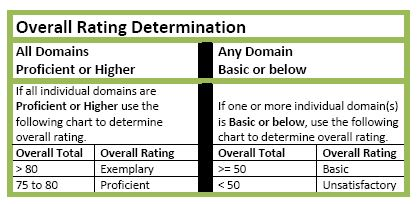 Overall Rating Determination
All Domains
Proficient or Higher
Any Domain
Basic or below
If all individual domains are
Proficient or Higher use the
following chart to determine
overall rating.
If one or more individual domain(s)
is Basic or below, use the following
chart to determine overall rating.
Overall Total Overall Rating Overall Total Overall Rating
> 80 Exemplary >= 50 Basic
75 to 80 Proficient < 50 Unsatisfactory